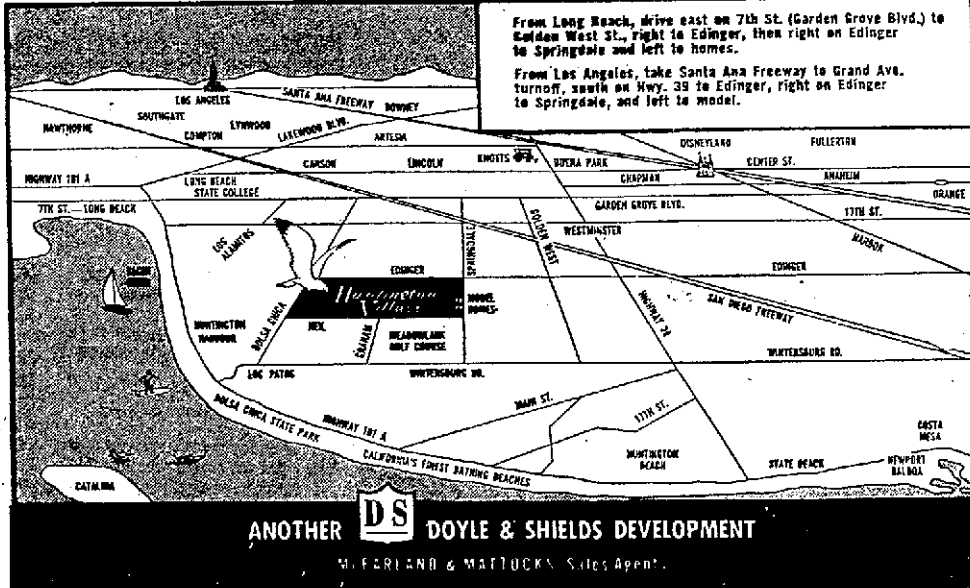 From Long Beach, drive east on 7th St. (Garden Grove Blvd.) to
Golden West St., right to Edinger, then right on Edinger
to Springdale and left to homes.
From Los Angeles, take Santa Ana Freeway to Grand Ave.
turnoff, south on Hwy. 39 to Edinger, right on Edinger
to Springdale, and left to model.
LOS ANGELES
SANTA ANA FREEWAY
DOWNEY
SOUTHGATE
HAWTHORNE
COMPTON
LYNWOOD
LAKEWOOD BLVD.
ARTESIA
DISNEYLAND
FULLERTON
CARSON
LINCOLN
KNOTTS
BUENA PARK
CENTER ST.
HIGHWAY 101 A
LONG BEACH
STATE COLLEGE
CHAPMAN
ANAHEIM
ORANGE
7TH ST.—LONG BEACH
GARDEN GROVE BLVD.
17TH ST.
LOS
ALAMITOS
SPRINGDALE
GOLDEN WEST
WESTMINSTER
HARBOR
EDINGER
EDINGER
Huntington
Village
MODEL
HOMES
SAN DIEGO FREEWAY
HUNTINGTON
HARBOUR
BOLSA CHICA
HEIL
GRAHAM
MEADOWLARK
GOLF COURSE
HIGHWAY 39
WINTERSBURG RD.
LOS PATOS
WINTERSBURG RD.
BOLSA CHICA STATE PARK
HIGHWAY 101 A
MAIN ST.
17TH ST.
CALIFORNIA'S FINEST BATHING BEACHES
HUNTINGTON
BEACH
STATE BEACH
COSTA
MESA
NEWPORT
BALBOA
CATALINA
ANOTHER DS DOYLE & SHIELDS DEVELOPMENT
McFARLAND & MATTOCKS Sales Agent.